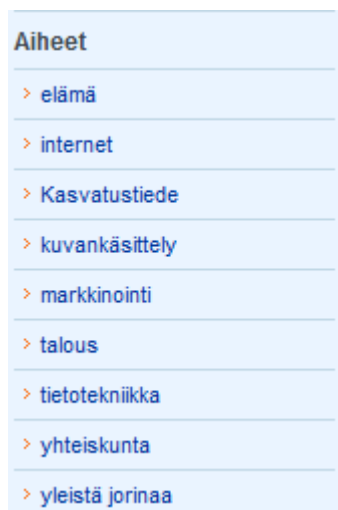 Aiheet
elämä
internet
Kasvatustiede
kuvankäsittely
markkinointi
talous
tietotekniikka
yhteiskunta
yleistä jorinaa